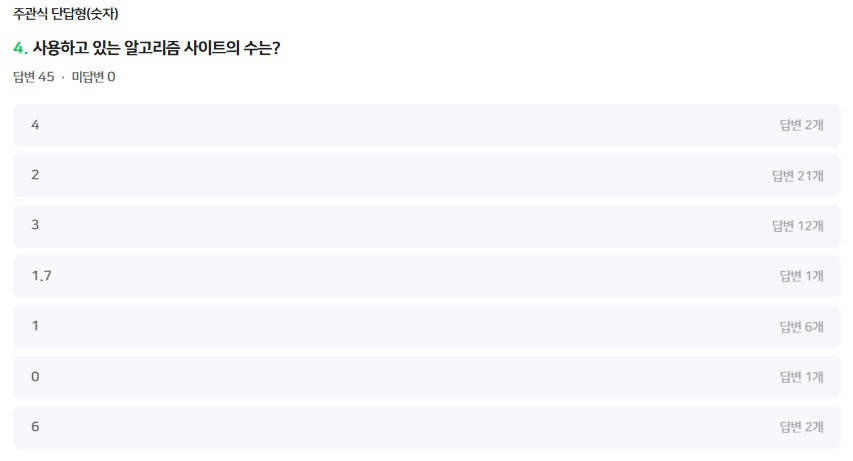 주관식 단답형(숫자)
4. 사용하고 있는 알고리즘 사이트의 수는?
답변 45 · 미답변 0
4 답변 2개
2 답변 21개
3 답변 12개
1.7 답변 1개
1 답변 6개
0 답변 1개
6 답변 2개